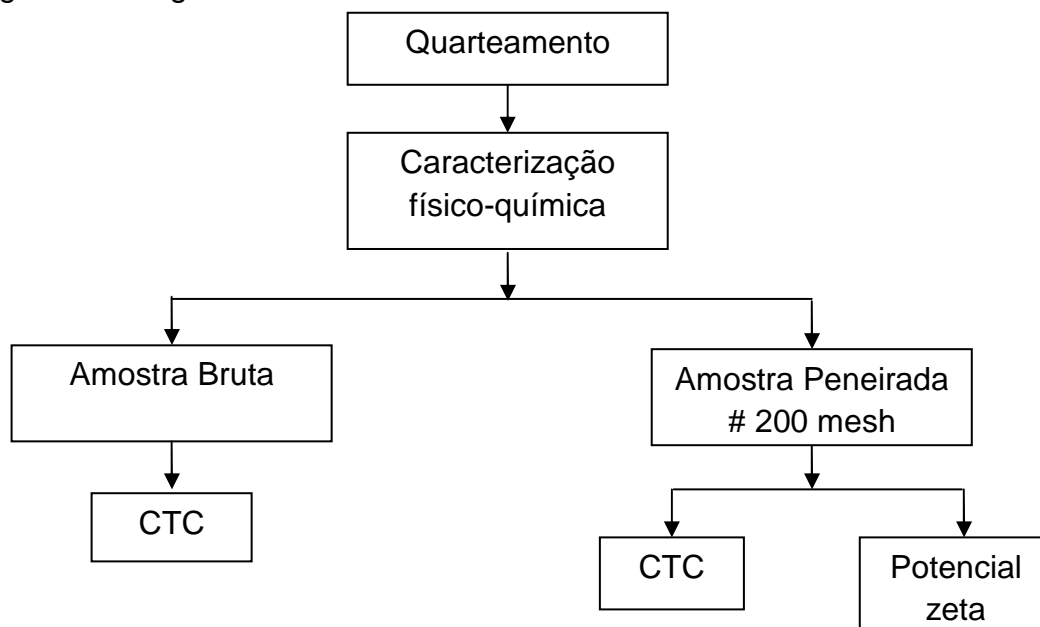 Quarteamento
Caracterização
físico-química
Amostra Bruta
Amostra Peneirada
# 200 mesh
CTC
CTC
Potencial
zeta